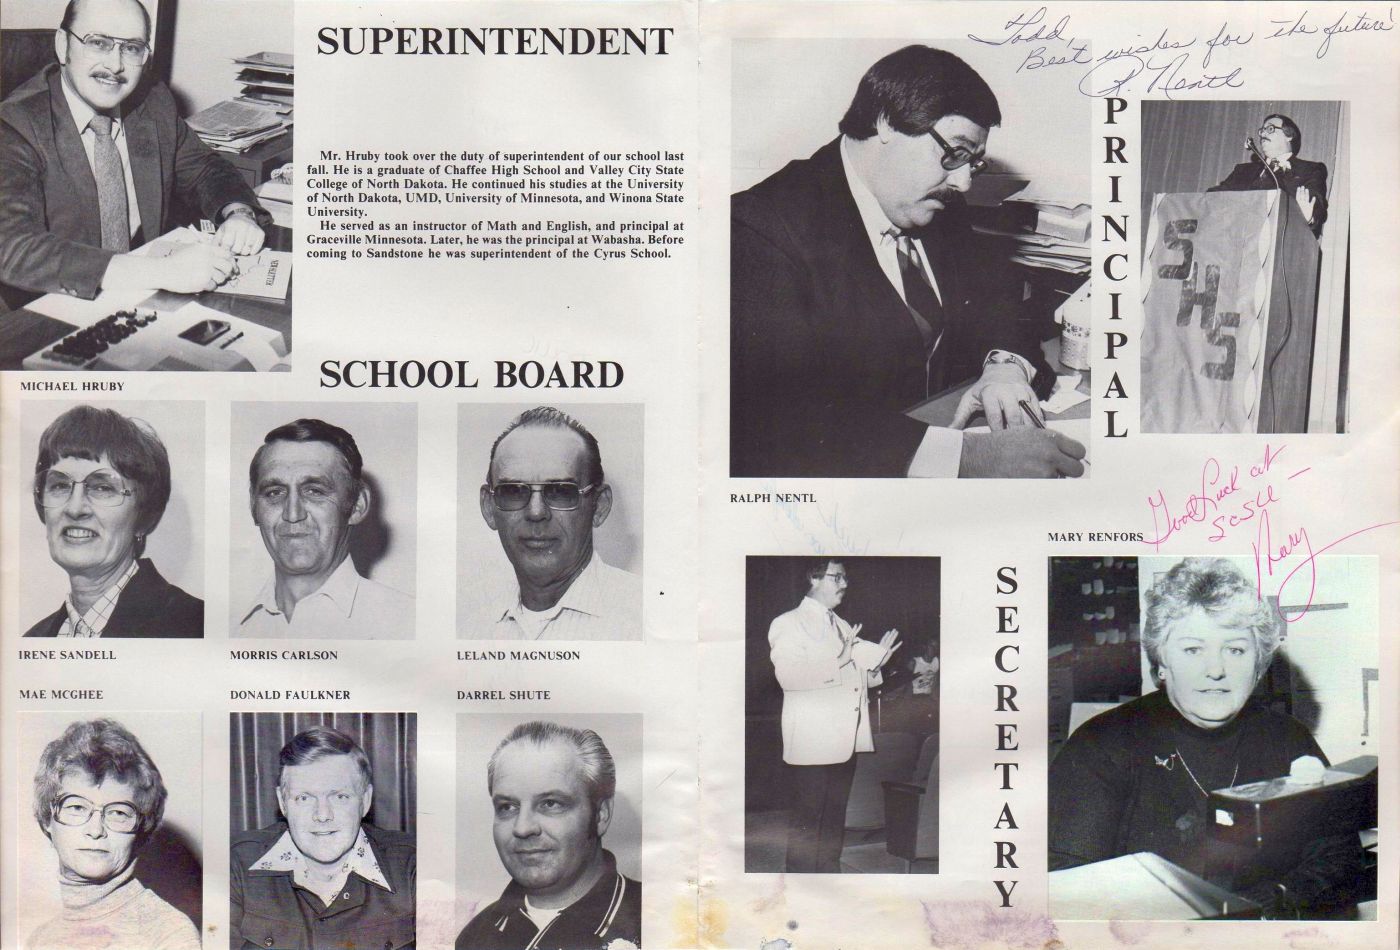 SUPERINTENDENT
Mr. Hruby took over the duty of superintendent of our school last
fall. He is a graduate of Chaffee High School and Valley City State
College of North Dakota. He continued his studies at the University
of North Dakota, UMD, University of Minnesota, and Winona State
University.
He served as an instructor of Math and English, and principal at
Graceville Minnesota. Later, he was the principal at Wabasha. Before
coming to Sandstone he was superintendent of the Cyrus School.
MICHAEL HRUBY
SCHOOL BOARD
IRENE SANDELL
MORRIS CARLSON
LELAND MAGNUSON
MAE MCGHEE
DONALD FAULKNER
DARREL SHUTE
Todd,
Best wishes for the future!
R. Nentl
PRINCIPAL
SHS
RALPH NENTL
Good Luck at
SCSU —
Mary
MARY RENFORS
SECRETARY